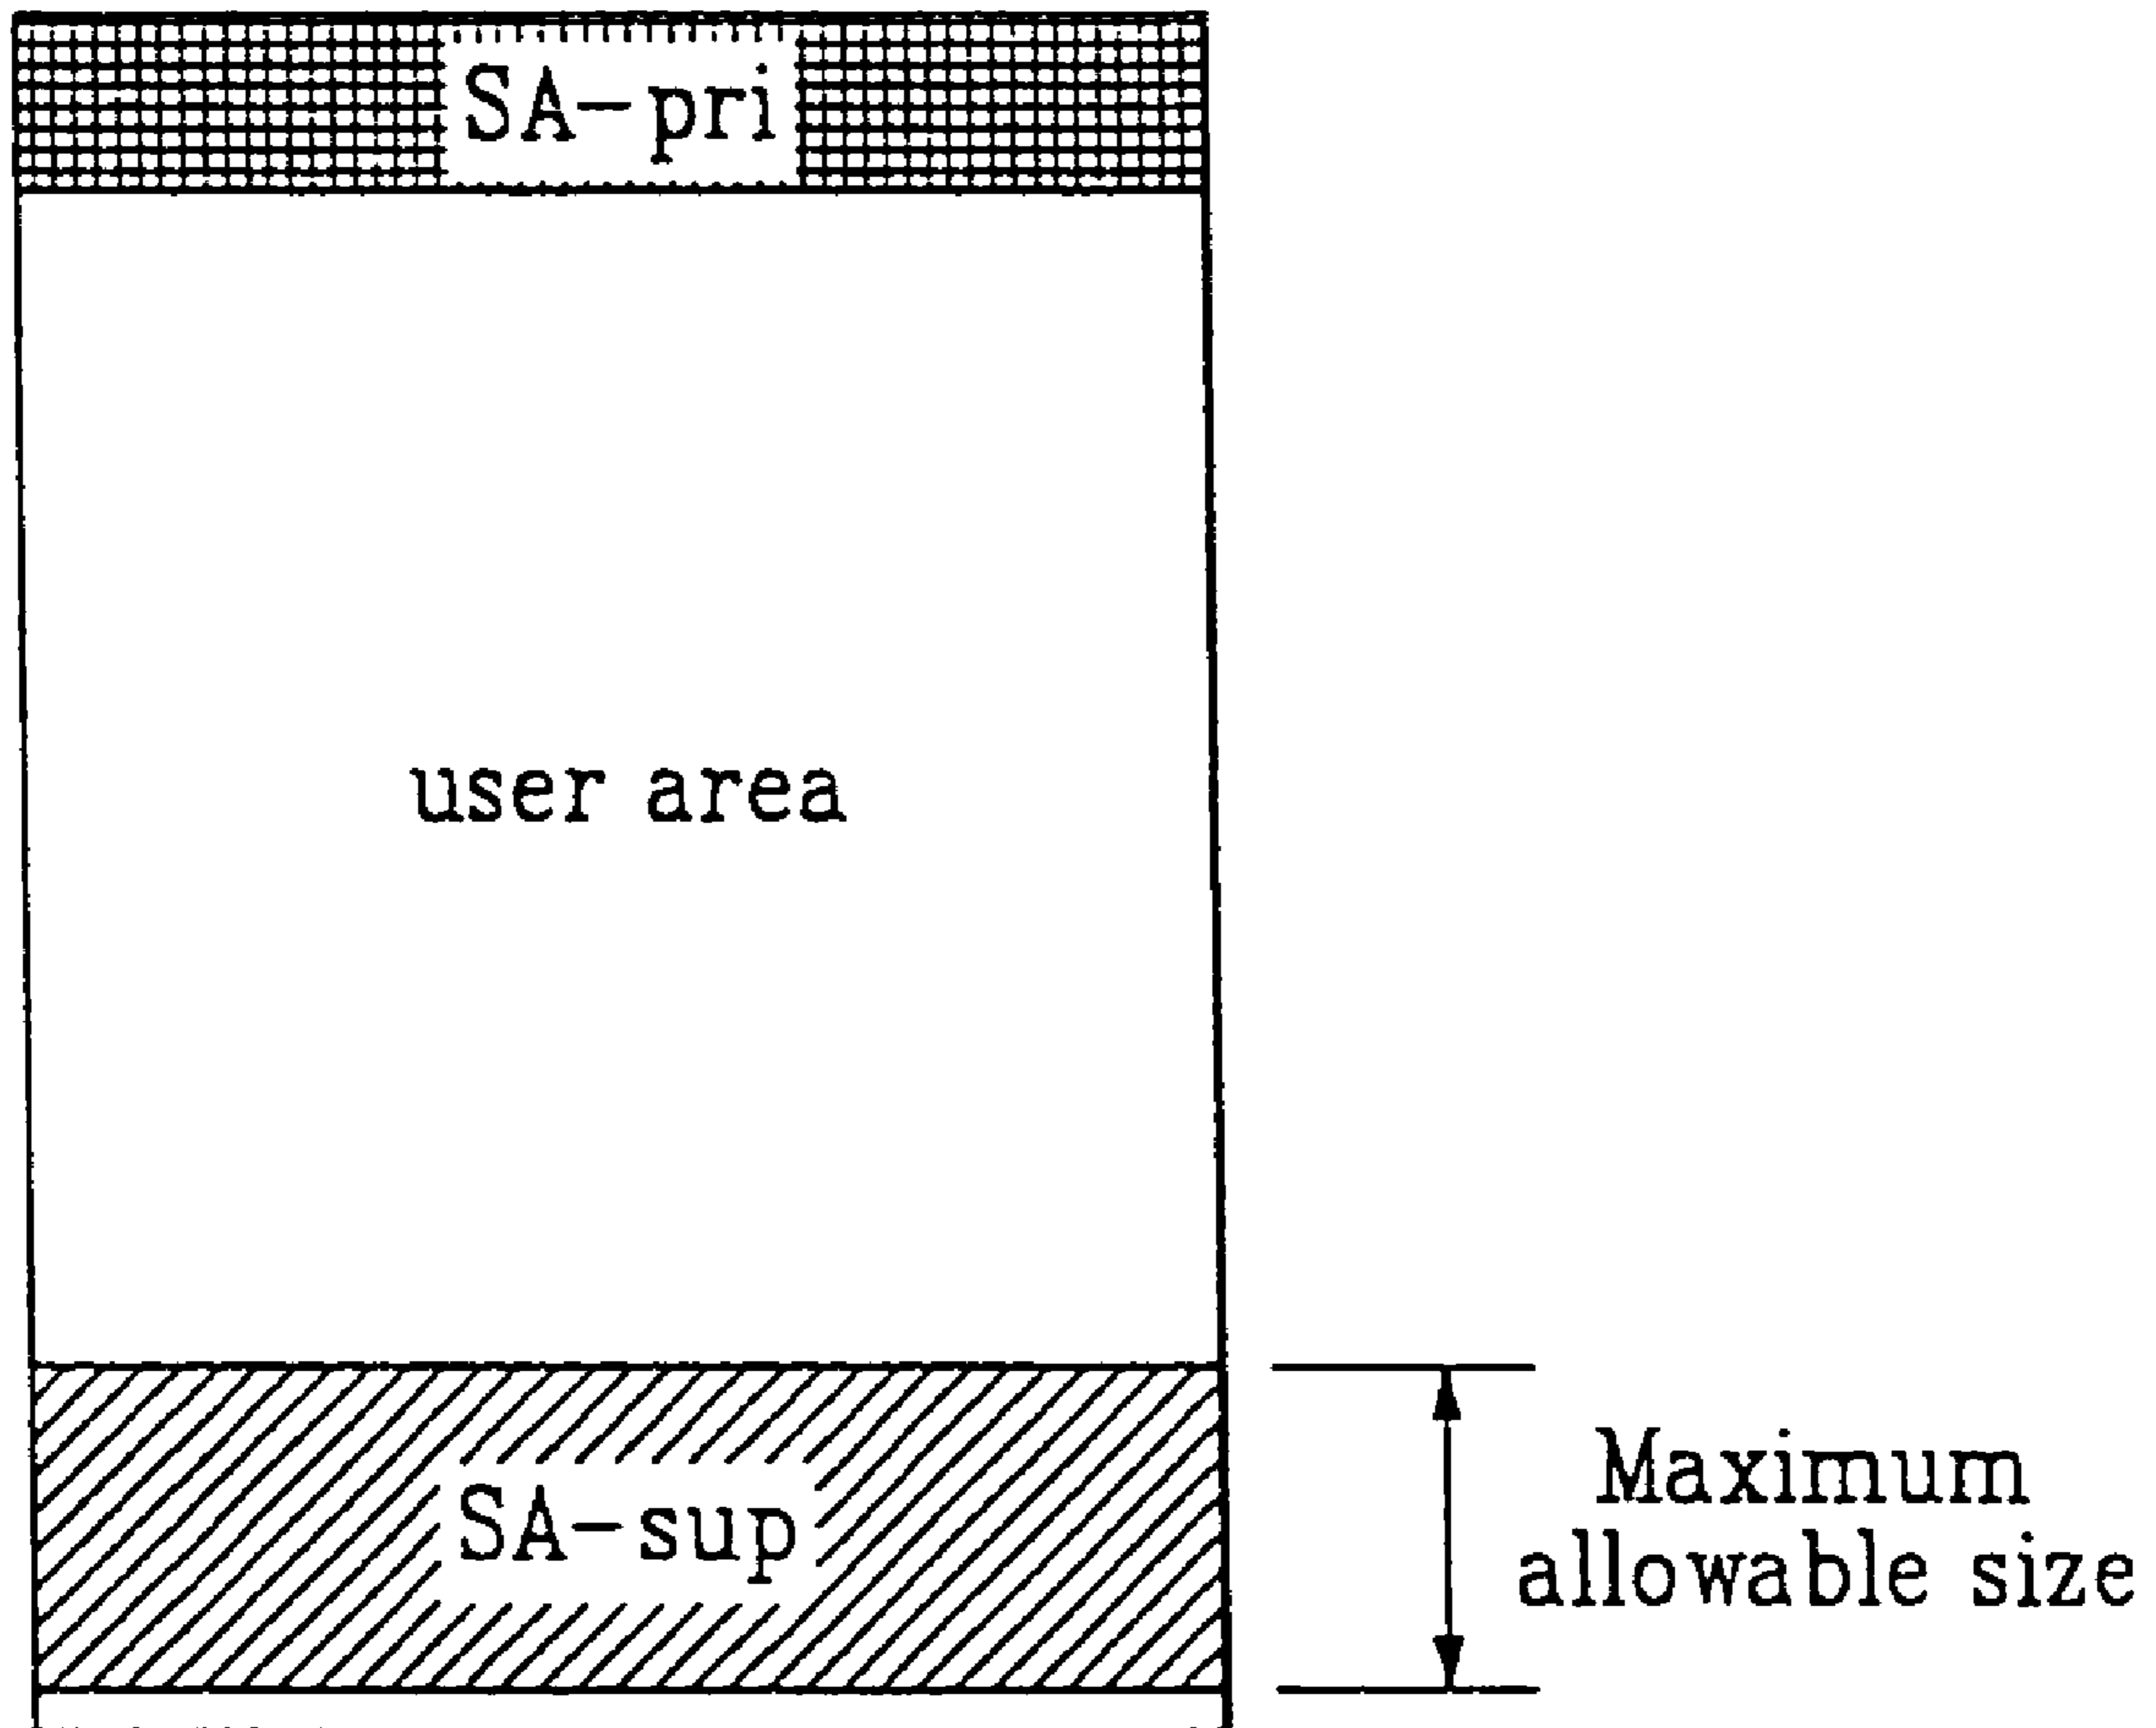 SA-pri
user area
SA-sup
Maximum
allowable size